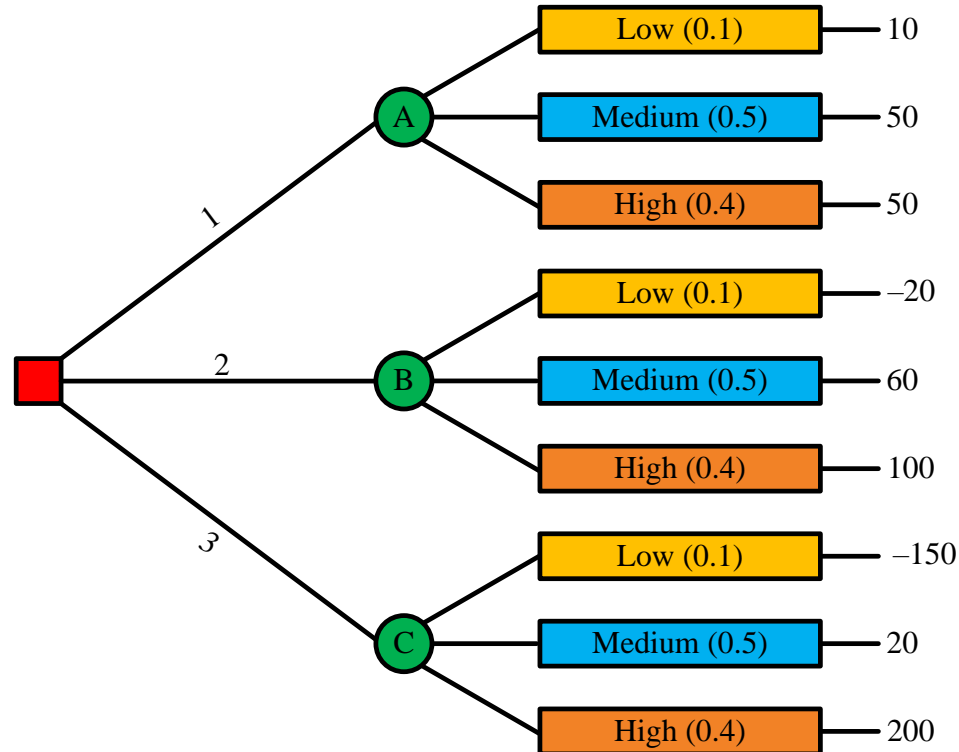 Low (0.1) 10
A
Medium (0.5) 50
High (0.4) 50
1
Low (0.1) –20
2
B
Medium (0.5) 60
High (0.4) 100
3
Low (0.1) –150
C
Medium (0.5) 20
High (0.4) 200